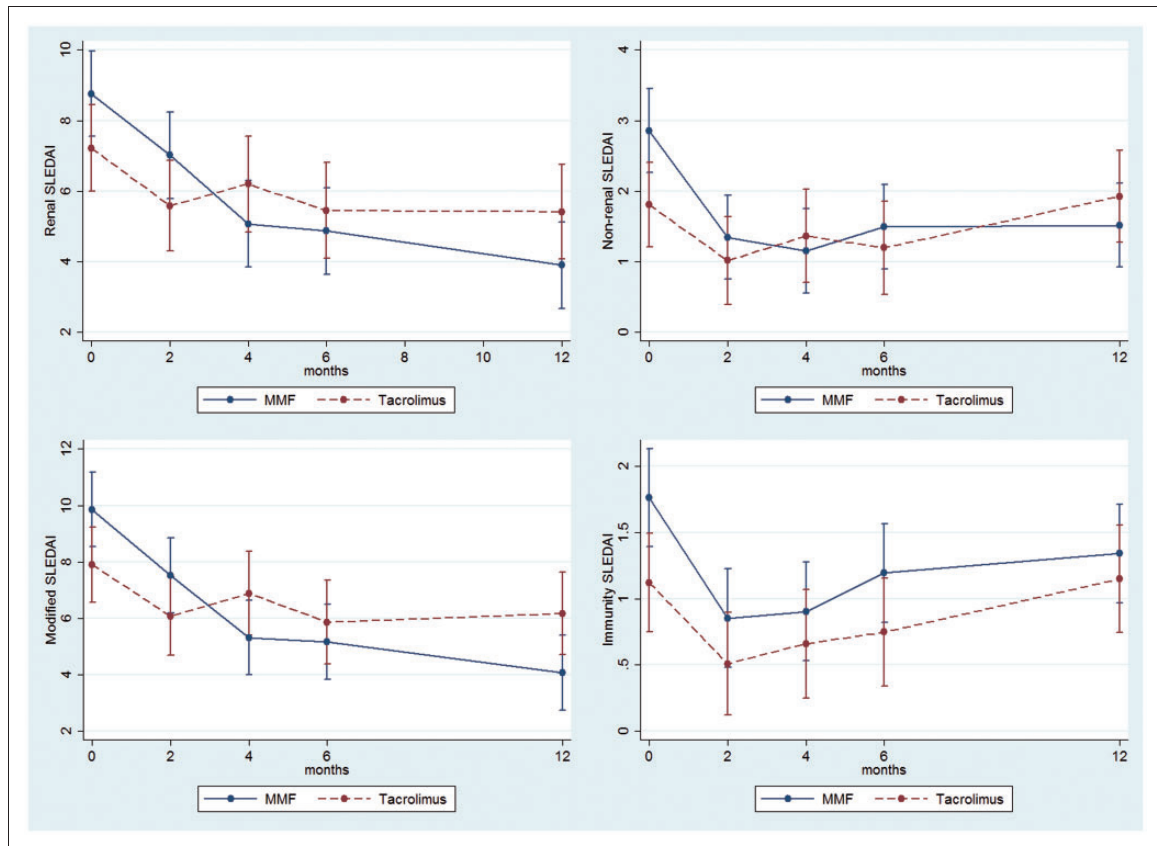 Renal SLEDAI
10
8
6
4
2
0 2 4 6 8 10 12
months
MMF Tacrolimus
Non-renal SLEDAI
4
3
2
1
0
0 2 4 6 12
months
MMF Tacrolimus
Modified SLEDAI
12
10
8
6
4
2
0 2 4 6 12
months
MMF Tacrolimus
Immunity SLEDAI
2
1.5
1
.5
0
0 2 4 6 12
months
MMF Tacrolimus